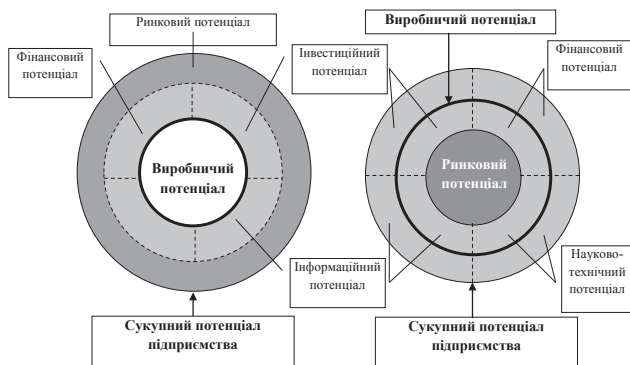 Ринковий потенціал
Фінансовий
потенціал
Виробничий
потенціал
Інформаційний
потенціал
Сукупний потенціал
підприємства
Виробничий потенціал
Інвестиційний
потенціал
Фінансовий
потенціал
Ринковий
потенціал
Науково-
технічний
потенціал
Сукупний потенціал
підприємства